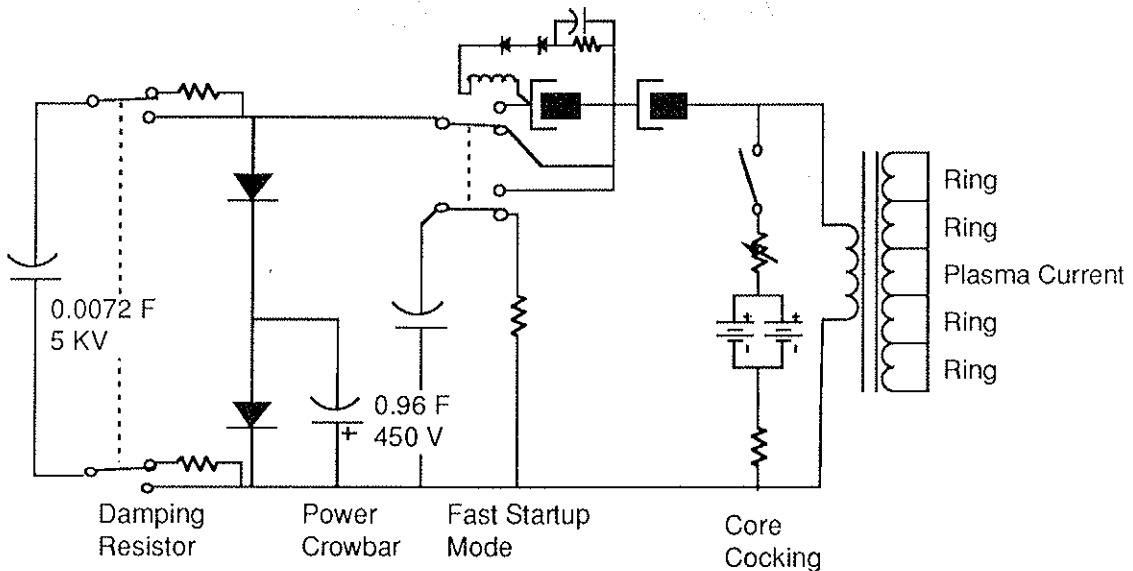 Ring
Ring
Plasma Current
Ring
Ring
0.0072 F
5 KV
0.96 F
450 V
+
+
+
-
-
Damping
Resistor
Power
Crowbar
Fast Startup
Mode
Core
Cocking